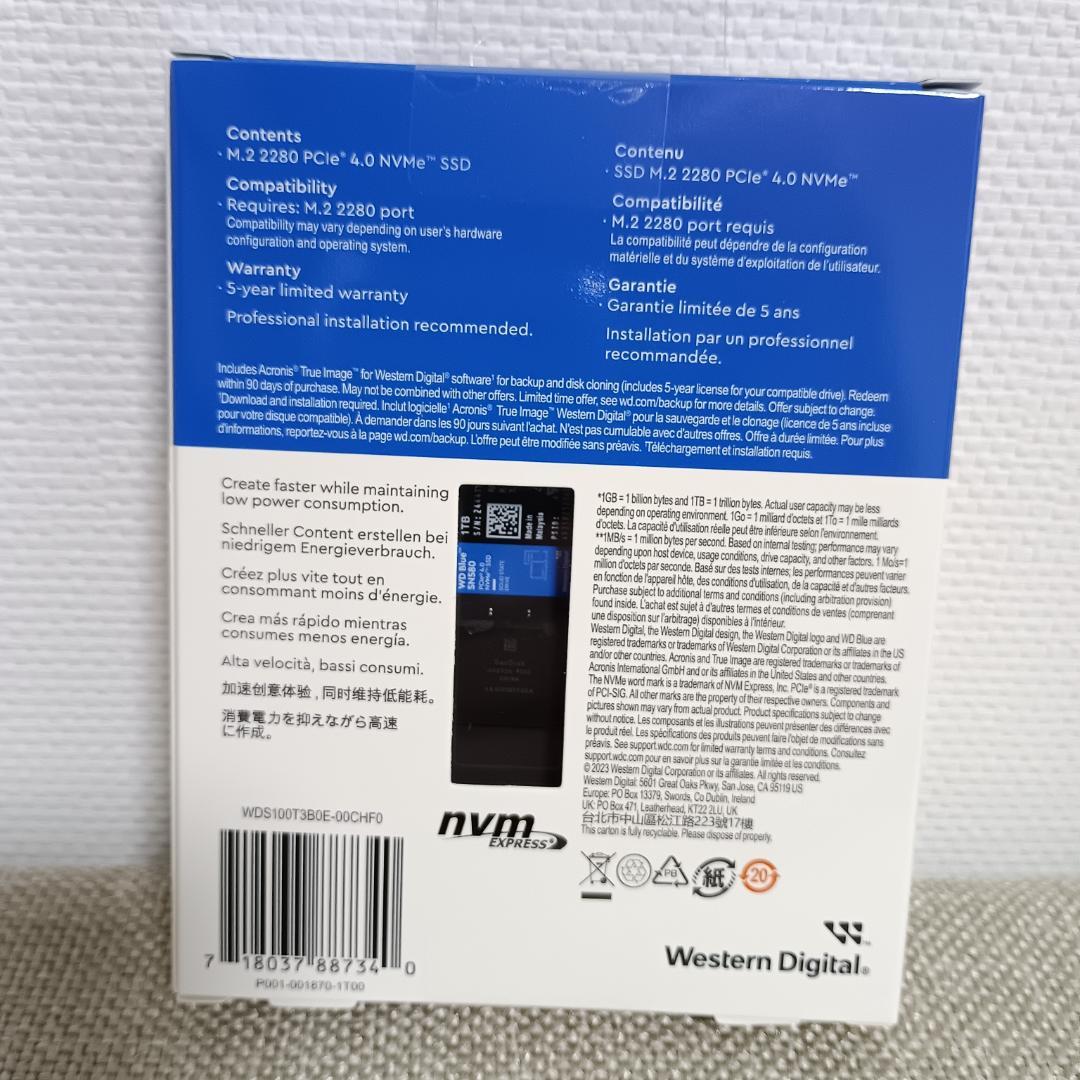 Contents
· M.2 2280 PCIe® 4.0 NVMe™ SSD
Compatibility
· Requires: M.2 2280 port
Compatibility may vary depending on user's hardware
configuration and operating system.
Warranty
· 5-year limited warranty
Professional installation recommended.
Contenu
· SSD M.2 2280 PCIe® 4.0 NVMe™
Compatibilité
· M.2 2280 port requis
La compatibilité peut dépendre de la configuration
matérielle et du système d'exploitation de l'utilisateur.
Garantie
· Garantie limitée de 5 ans
Installation par un professionnel
recommandée.
Includes Acronis® True Image™ for Western Digital® software¹ for backup and disk cloning (includes 5-year license for your compatible drive). Redeem
within 90 days of purchase. May not be combined with other offers. Limited time offer, see wd.com/backup for more details. Offer subject to change.
¹Download and installation required. Inclut logicielle¹ Acronis® True Image™ Western Digital® pour la sauvegarde et le clonage (licence de 5 ans incluse
pour votre disque compatible). À demander dans les 90 jours suivant l'achat. N'est pas cumulable avec d'autres offres. Offre à durée limitée. Pour plus
d'informations, reportez-vous à la page wd.com/backup. L'offre peut être modifiée sans préavis. ¹Téléchargement et installation requis.
Create faster while maintaining
low power consumption.
Schneller Content erstellen bei
niedrigem Energieverbrauch.
Créez plus vite tout en
consommant moins d'énergie.
Crea más rápido mientras
consumes menos energía.
Alta velocità, bassi consumi.
加速创意体验，同时维持低能耗。
消費電力を抑えながら高速
に作成。
1TB
S/N:
Made in
Malaysia
WD Blue™
SN580
PCIe® 4.0
NVMe™ SSD
SOLID STATE
DRIVE
SanDisk
*1GB = 1 billion bytes and 1TB = 1 trillion bytes. Actual user capacity may be less
depending on operating environment. 1Go = 1 milliard d'octets et 1To = 1 mille milliards
d'octets. La capacité d'utilisation réelle peut être inférieure selon l'environnement.
**1MB/s = 1 million bytes per second. Based on internal testing; performance may vary
depending upon host device, usage conditions, drive capacity, and other factors. 1 Mo/s=1
million d'octets par seconde. Basé sur des tests internes; les performances peuvent varier
en fonction de l'appareil hôte, des conditions d'utilisation, de la capacité et d'autres facteurs.
Purchase subject to additional terms and conditions (including arbitration provision)
found inside. L'achat est sujet à d'autres termes et conditions de ventes (comprenant
une disposition sur l'arbitrage) disponibles à l'intérieur.
Western Digital, the Western Digital design, the Western Digital logo and WD Blue are
registered trademarks or trademarks of Western Digital Corporation or its affiliates in the US
and/or other countries. Acronis and True Image are registered trademarks or trademarks of
Acronis International GmbH and or its affiliates in the United States and other countries.
The NVMe word mark is a trademark of NVM Express, Inc. PCIe® is a registered trademark
of PCI-SIG. All other marks are the property of their respective owners. Components and
pictures shown may vary from actual product. Product specifications subject to change
without notice. Les composants et les illustrations peuvent présenter des différences avec
le produit réel. Les spécifications des produits peuvent faire l'objet de modifications sans
préavis. See support.wdc.com for limited warranty terms and conditions. Consultez
support.wdc.com pour en savoir plus sur la garantie limitée et les conditions.
© 2023 Western Digital Corporation or its affiliates. All rights reserved.
Western Digital: 5601 Great Oaks Pkwy, San Jose, CA 95119 US
Europe: PO Box 13379, Swords, Co Dublin, Ireland
UK: PO Box 471, Leatherhead, KT22 2LU, UK
台北市中山區松江路223號17樓
This carton is fully recyclable. Please dispose of properly.
WDS100T3B0E-00CHF0
nvm
EXPRESS®
7 18037 88734 0
P001-001670-1T00
PB
紙
20
Western Digital®